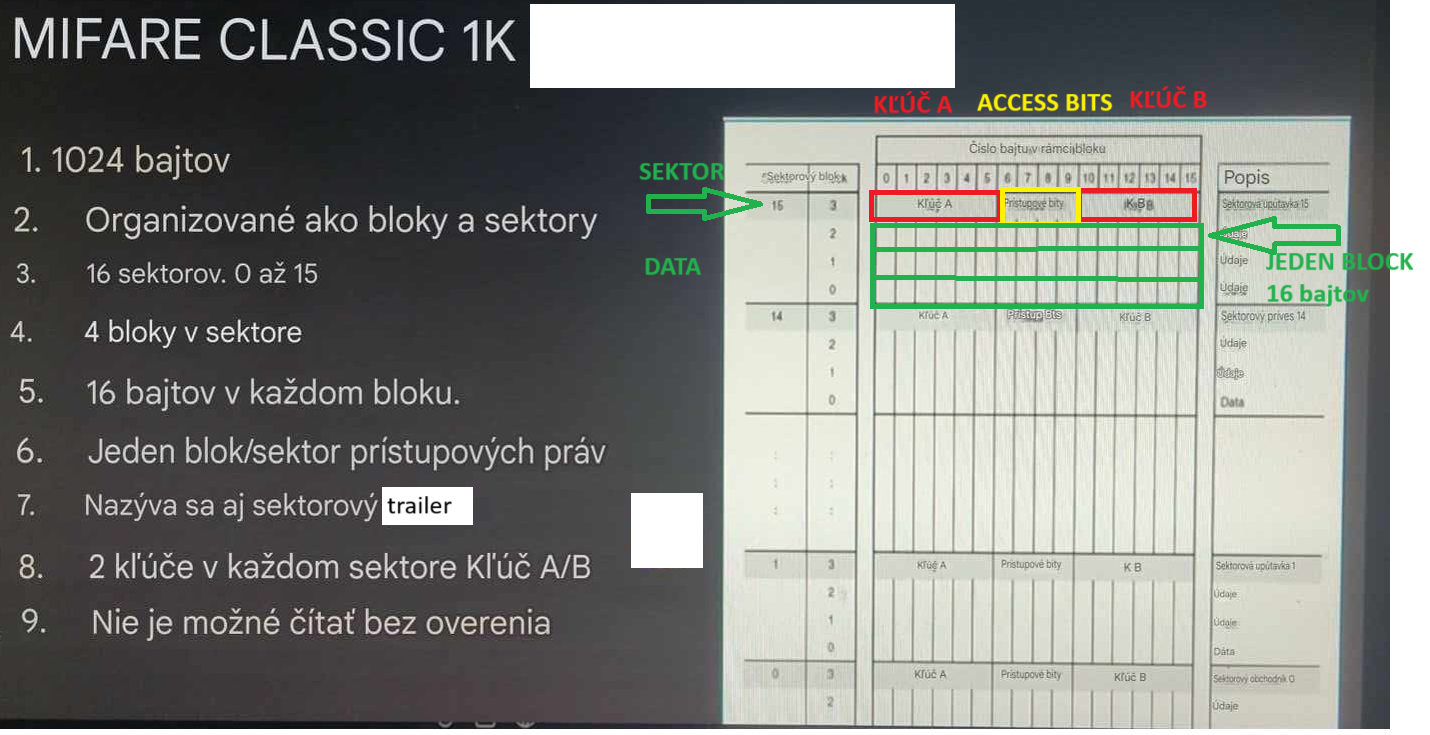 MIFARE CLASSIC 1K
1. 1024 bajtov
2. Organizované ako bloky a sektory
3. 16 sektorov. 0 až 15
4. 4 bloky v sektore
5. 16 bajtov v každom bloku.
6. Jeden blok/sektor prístupových práv
7. Nazýva sa aj sektorový trailer
8. 2 kľúče v každom sektore Kľúč A/B
9. Nie je možné čítať bez overenia
KĽÚČ A ACCESS BITS KĽÚČ B
SEKTOR
DATA
JEDEN BLOCK
16 bajtov
Číslo bajtu v rámci bloku
Sektorový blok 0 1 2 3 4 5 6 7 8 9 10 11 12 13 14 15 Popis
15 3 Kľúč A Prístupové bity Sektorová upútavka 15
2 Údaje
1 Údaje
0 Údaje
14 3 Kľúč A Prístup Bts Kľúč B Sektorový príves 14
2 Údaje
1 Údaje
0 Data
1 3 Kľúč A Prístupové bity K B Sektorová upútavka 1
2 Údaje
1 Údaje
0 Dáta
0 3 Kľúč A Prístupové bity Kľúč B Sektorový obchodník 0
2 Údaje